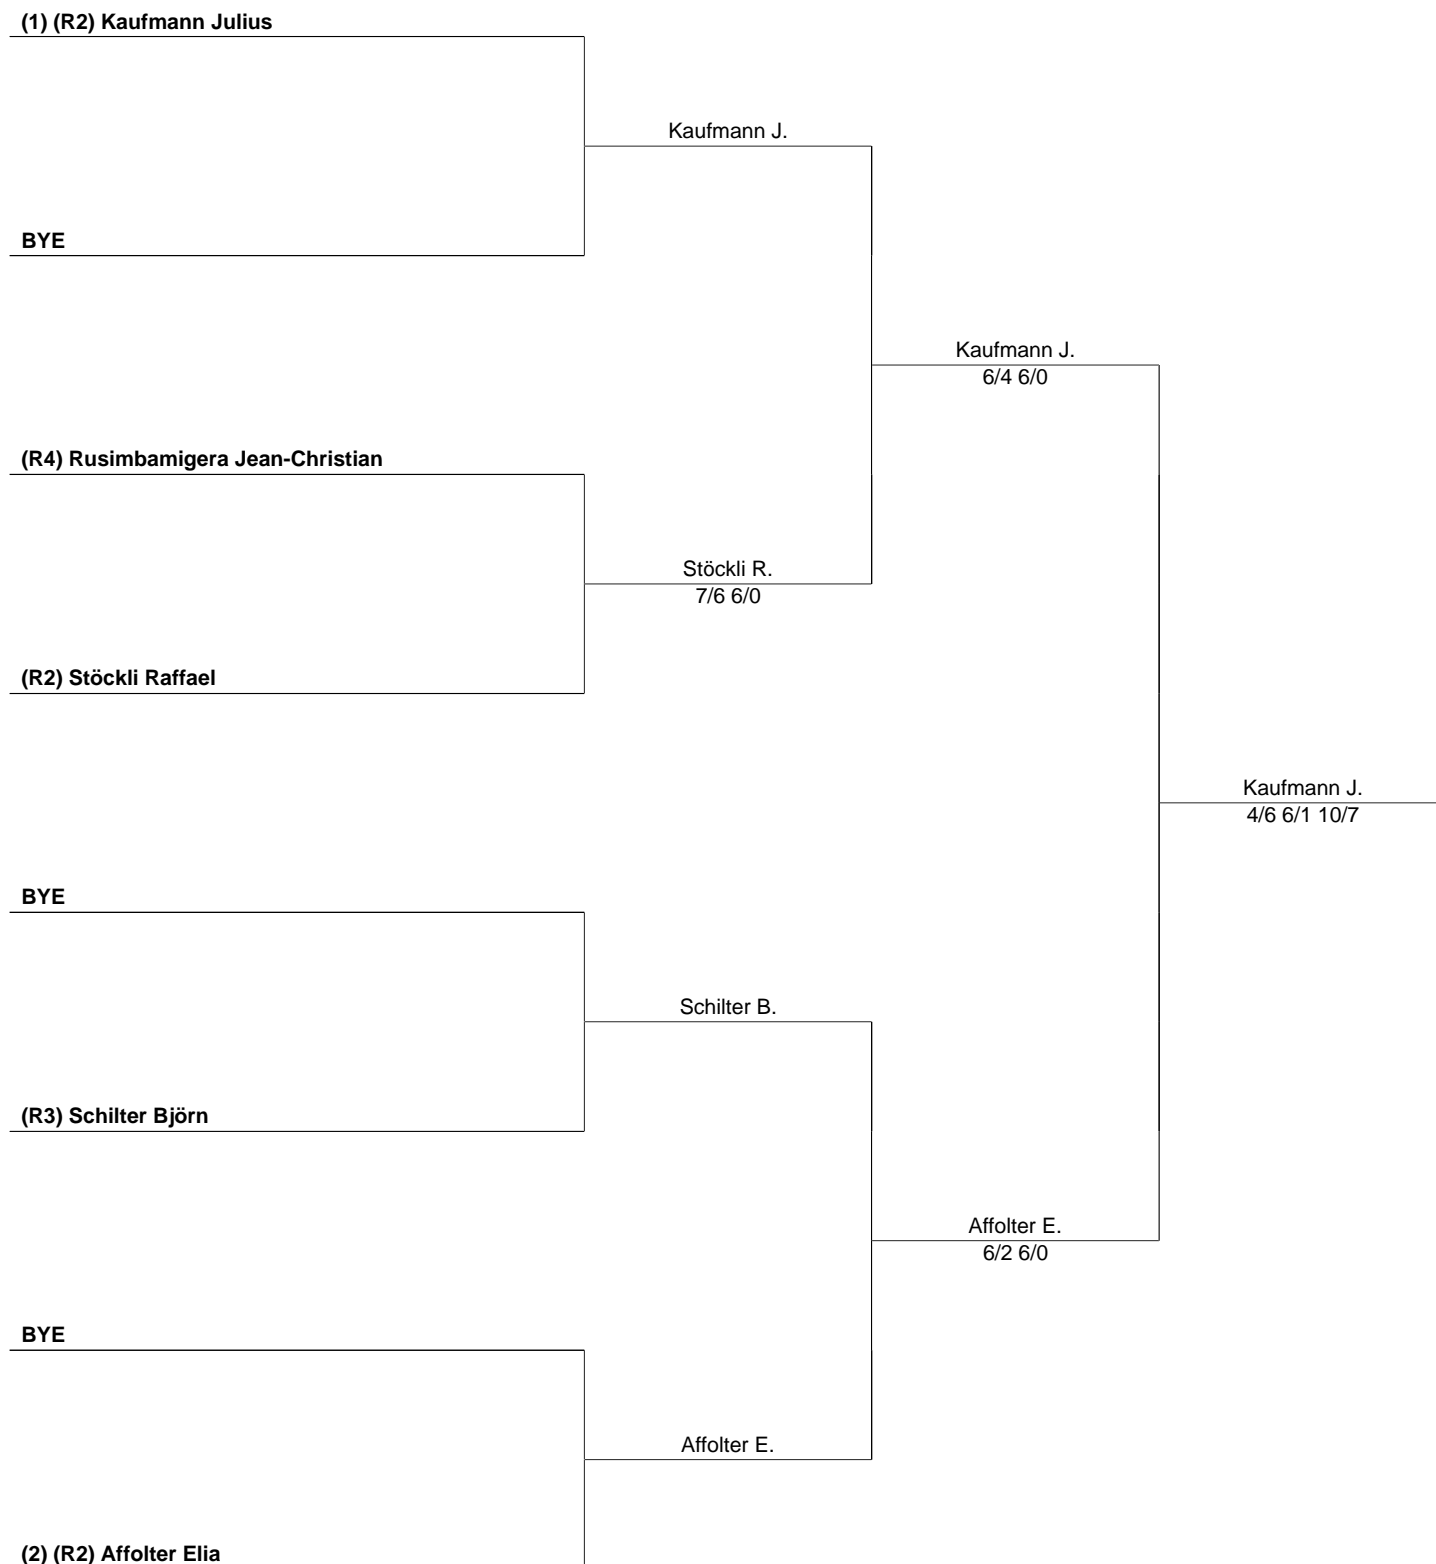 (1) (R2) Kaufmann Julius
Kaufmann J.
BYE
Kaufmann J.
6/4 6/0
(R4) Rusimbamigera Jean-Christian
Stöckli R.
7/6 6/0
(R2) Stöckli Raffael
Kaufmann J.
4/6 6/1 10/7
BYE
Schilter B.
(R3) Schilter Björn
Affolter E.
6/2 6/0
BYE
Affolter E.
(2) (R2) Affolter Elia